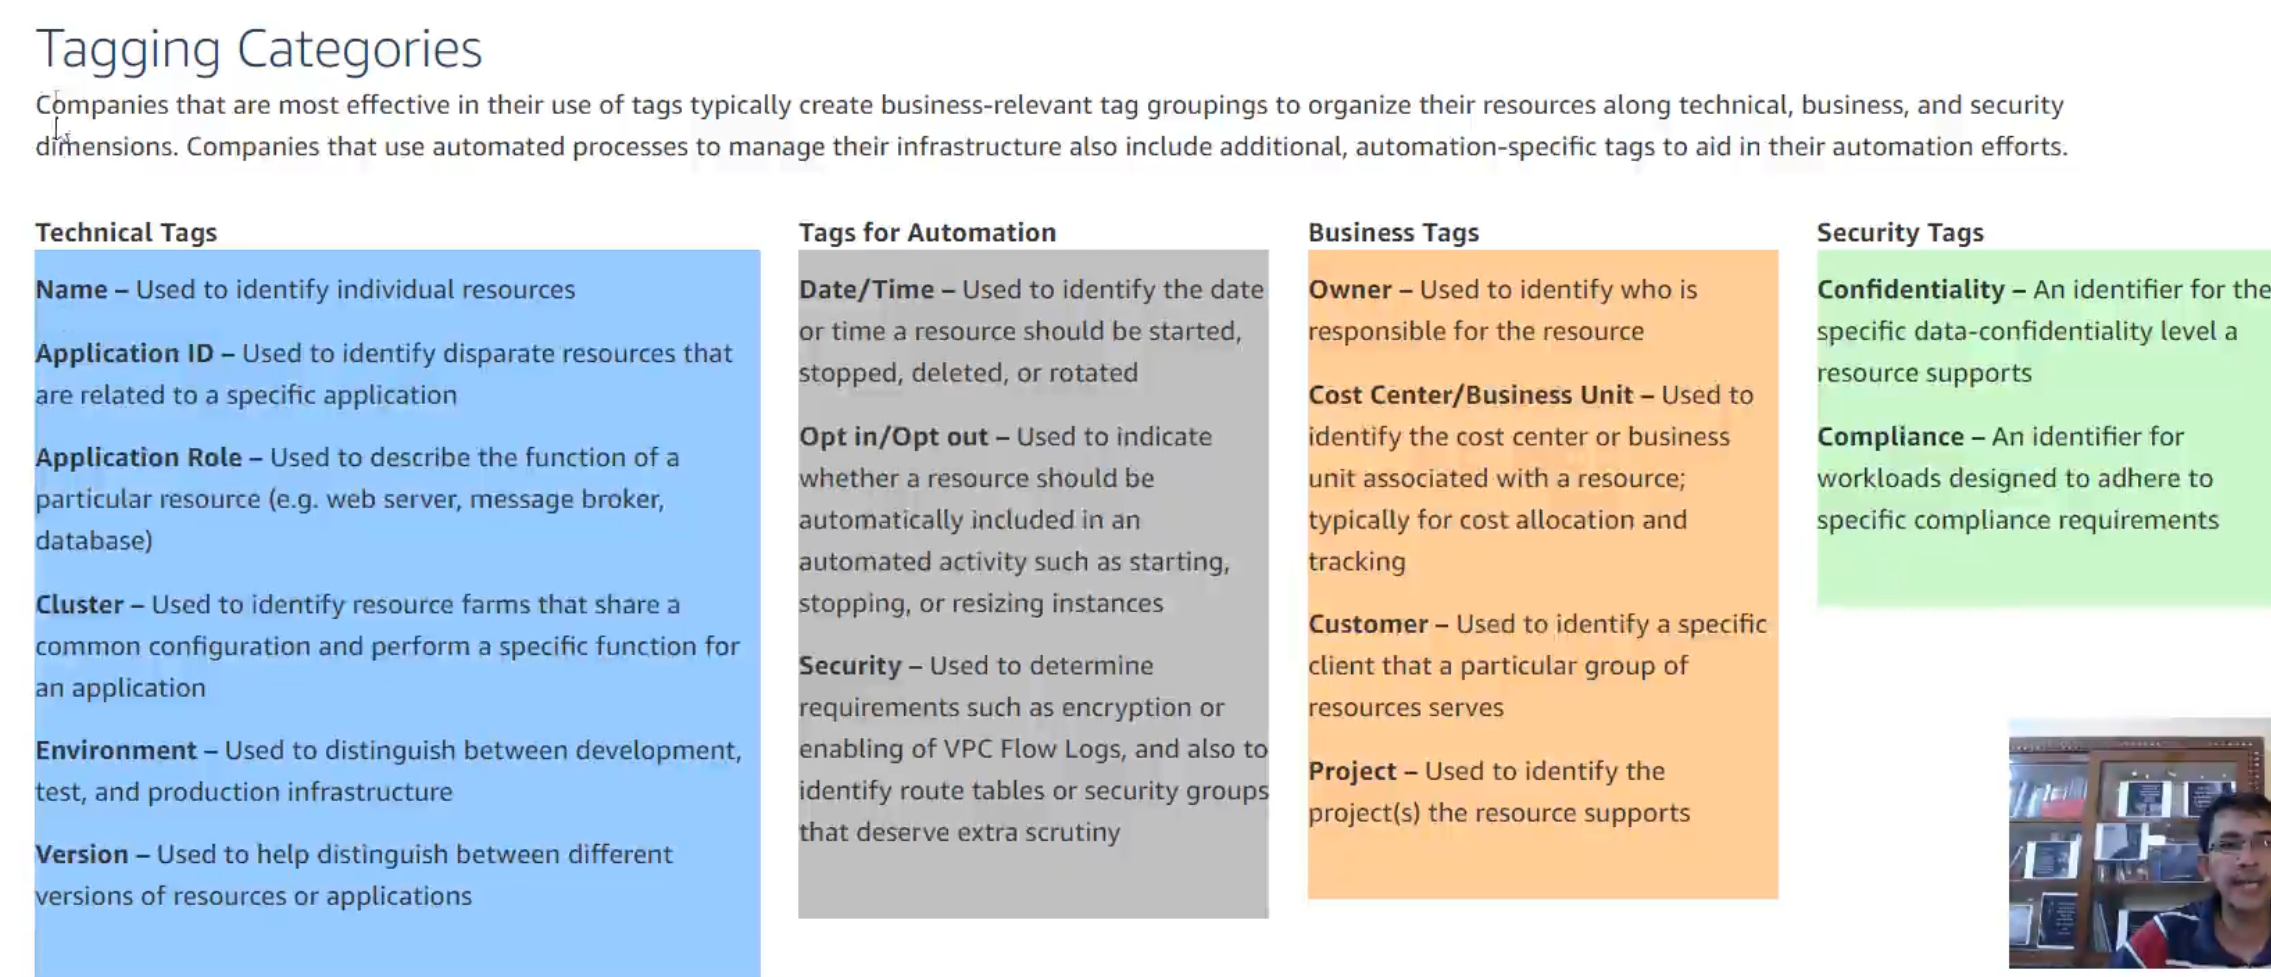 Tagging Categories
Companies that are most effective in their use of tags typically create business-relevant tag groupings to organize their resources along technical, business, and security
dimensions. Companies that use automated processes to manage their infrastructure also include additional, automation-specific tags to aid in their automation efforts.
Technical Tags
Name – Used to identify individual resources
Application ID – Used to identify disparate resources that
are related to a specific application
Application Role – Used to describe the function of a
particular resource (e.g. web server, message broker,
database)
Cluster – Used to identify resource farms that share a
common configuration and perform a specific function for
an application
Environment – Used to distinguish between development,
test, and production infrastructure
Version – Used to help distinguish between different
versions of resources or applications
Tags for Automation
Date/Time – Used to identify the date
or time a resource should be started,
stopped, deleted, or rotated
Opt in/Opt out – Used to indicate
whether a resource should be
automatically included in an
automated activity such as starting,
stopping, or resizing instances
Security – Used to determine
requirements such as encryption or
enabling of VPC Flow Logs, and also to
identify route tables or security groups
that deserve extra scrutiny
Business Tags
Owner – Used to identify who is
responsible for the resource
Cost Center/Business Unit – Used to
identify the cost center or business
unit associated with a resource;
typically for cost allocation and
tracking
Customer – Used to identify a specific
client that a particular group of
resources serves
Project – Used to identify the
project(s) the resource supports
Security Tags
Confidentiality – An identifier for the
specific data-confidentiality level a
resource supports
Compliance – An identifier for
workloads designed to adhere to
specific compliance requirements